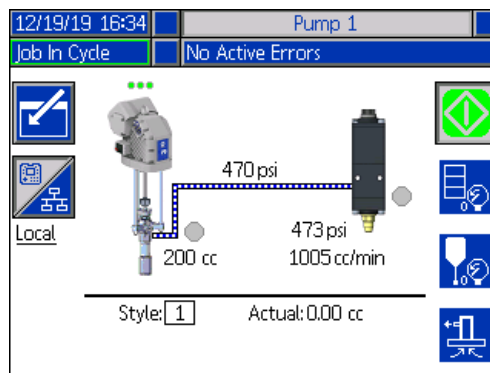 12/19/19 16:34 Pump 1
Job In Cycle No Active Errors
470 psi
Local
473 psi
200 cc 1005 cc/min
Style: 1 Actual: 0.00 cc